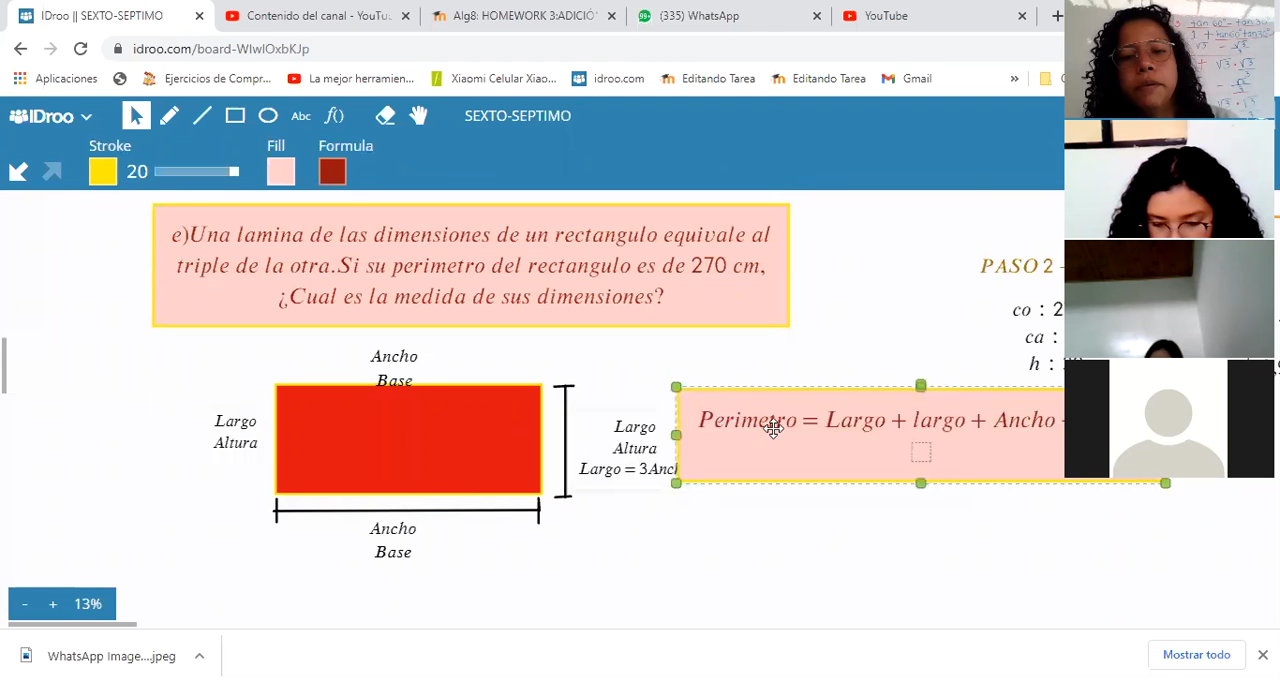 IDroo || SEXTO-SEPTIMO
Contenido del canal - YouTu
Alg8: HOMEWORK 3:ADICIÓ
(335) WhatsApp
YouTube
idroo.com/board-WIwIOxbKJp
Aplicaciones
Ejercicios de Compr...
La mejor herramien...
Xiaomi Celular Xiao...
idroo.com
Editando Tarea
Editando Tarea
Gmail
»
IDroo
Abc
f()
SEXTO-SEPTIMO
Stroke
Fill
Formula
20
e)Una lamina de las dimensiones de un rectangulo equivale al
triple de la otra.Si su perimetro del rectangulo es de 270 cm,
¿Cual es la medida de sus dimensiones?
PASO 2
co : 2
ca :
h :
Ancho
Base
Largo
Altura
Largo
Altura
Largo = 3Anch
Perimetro = Largo + largo + Ancho +
Ancho
Base
- + 13%
WhatsApp Image....jpeg
Mostrar todo